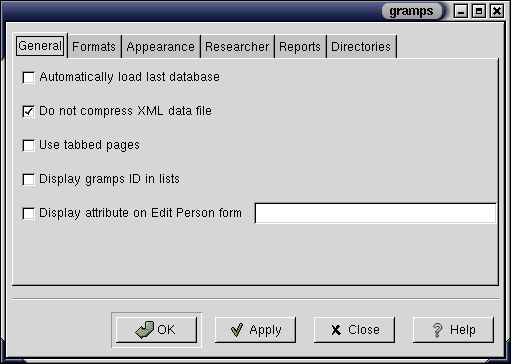 gramps
General Formats Appearance Researcher Reports Directories
Automatically load last database
Do not compress XML data file
Use tabbed pages
Display gramps ID in lists
Display attribute on Edit Person form
OK Apply Close Help